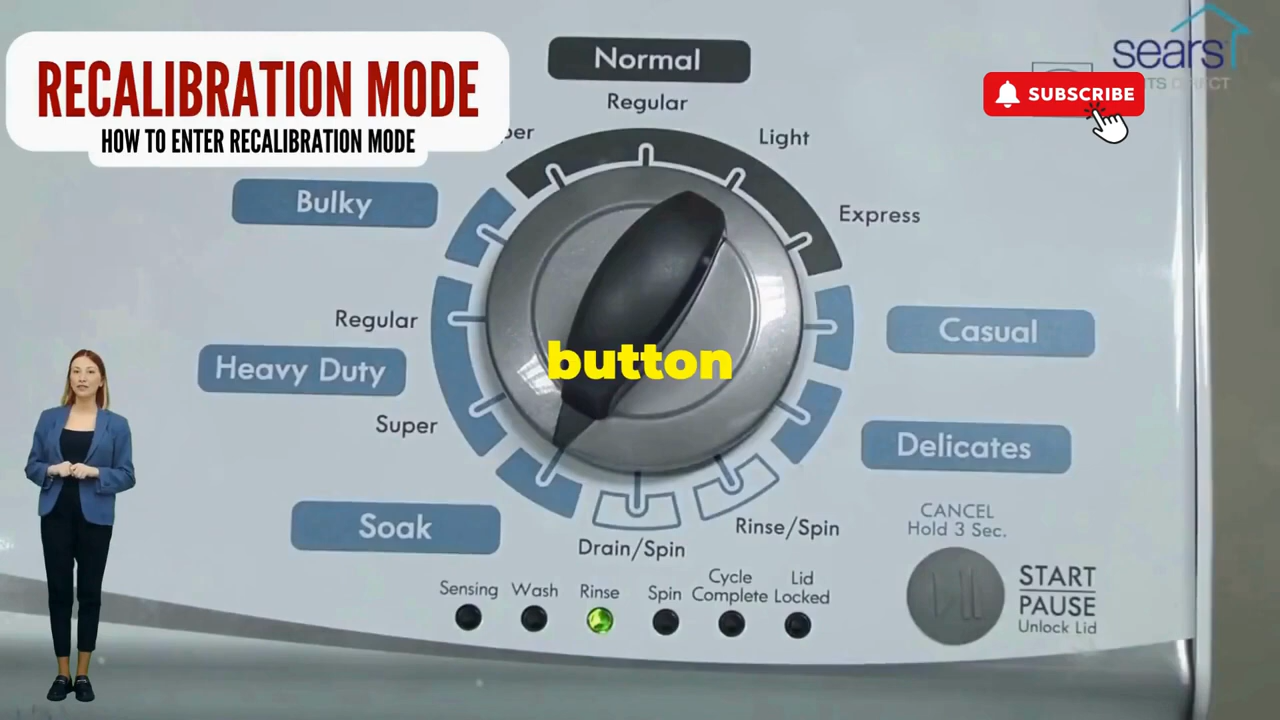 RECALIBRATION MODE
HOW TO ENTER RECALIBRATION MODE
sears
DIRECT
SUBSCRIBE
Normal
Regular
Light
Express
Bulky
Regular
Heavy Duty
Super
Soak
button
Casual
Delicates
Rinse/Spin
Drain/Spin
CANCEL
Hold 3 Sec.
Sensing
Wash
Rinse
Spin
Cycle
Complete
Lid
Locked
START
PAUSE
Unlock Lid